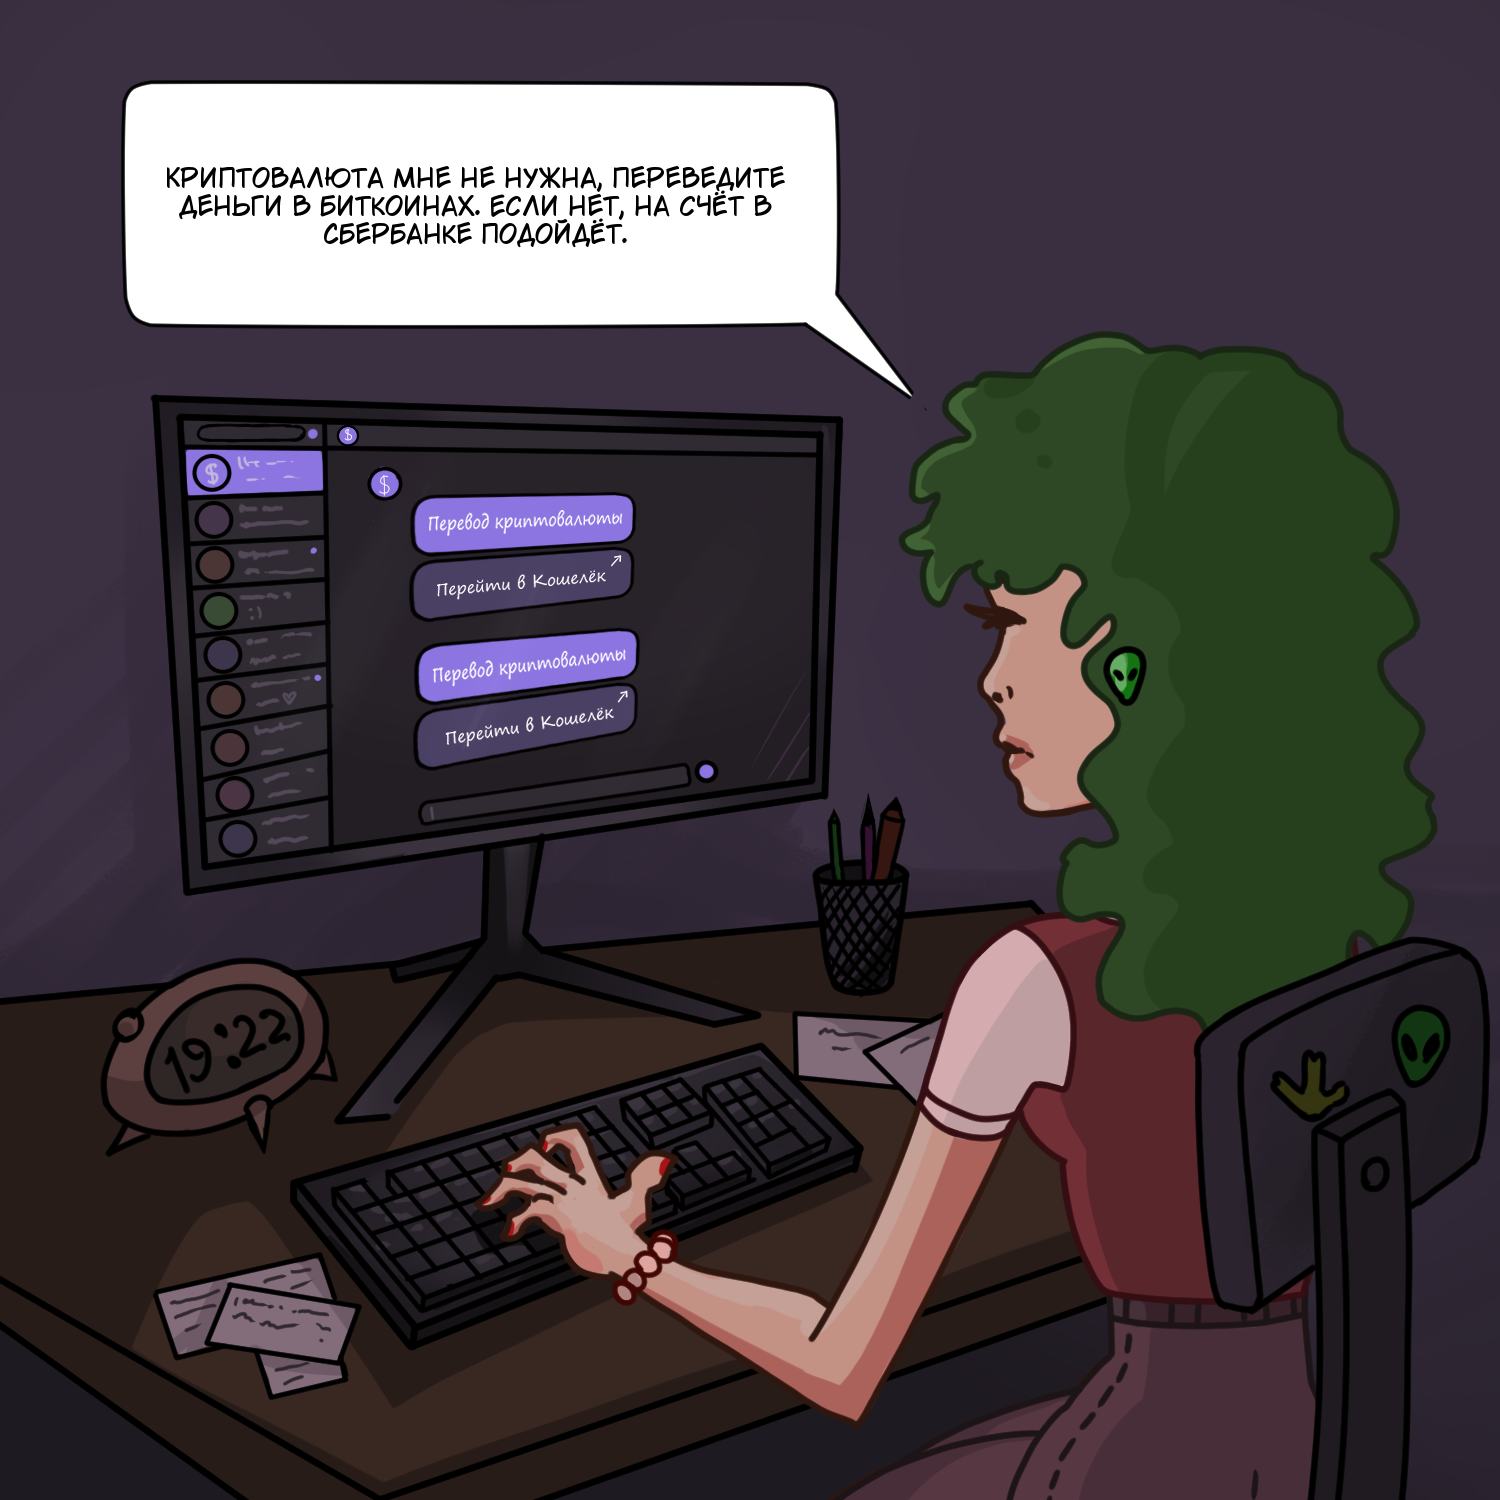 КРИПТОВАЛЮТА МНЕ НЕ НУЖНА, ПЕРЕВЕДИТЕ
ДЕНЬГИ В БИТКОИНАХ. ЕСЛИ НЕТ, НА СЧЁТ В
СБЕРБАНКЕ ПОДОЙДЁТ.
$
$
$
Перевод криптовалюты
Перейти в Кошелёк
:)
Перевод криптовалюты
Перейти в Кошелёк
19:22